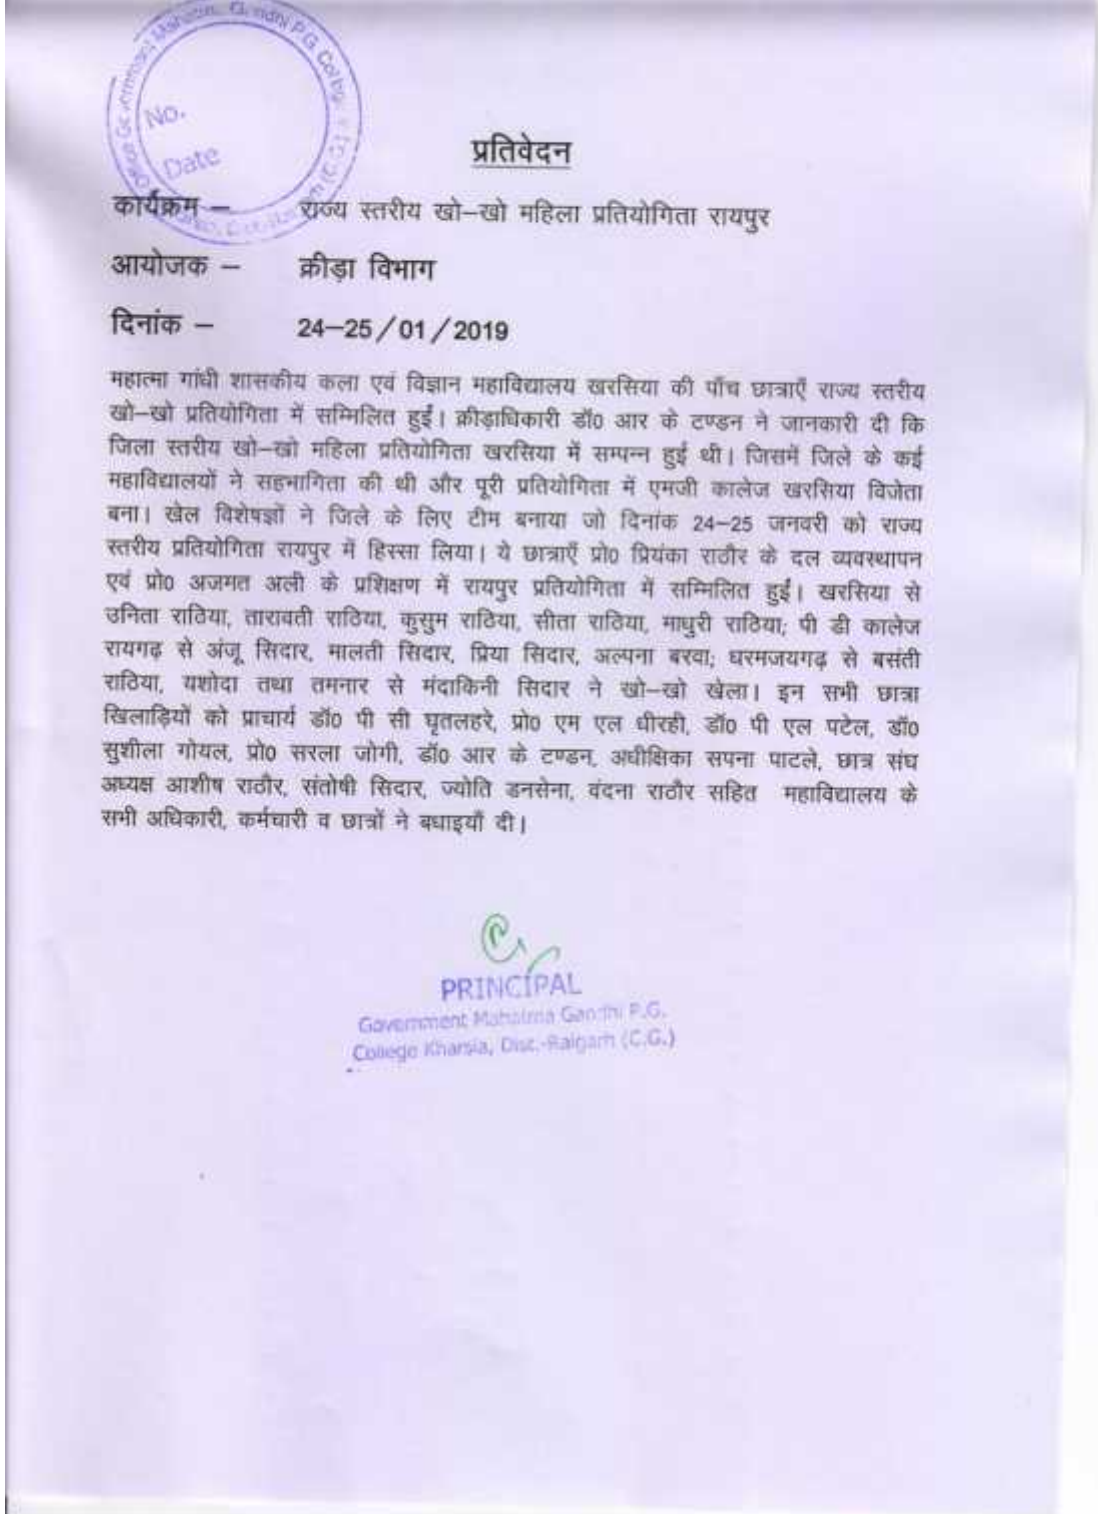 Office Government Mahatma Gandhi P.G. College
No.
Date
प्रतिवेदन
कार्यक्रम – राज्य स्तरीय खो–खो महिला प्रतियोगिता रायपुर
आयोजक – क्रीड़ा विभाग
दिनांक – 24–25/01/2019
महात्मा गांधी शासकीय कला एवं विज्ञान महाविद्यालय खरसिया की पाँच छात्राएँ राज्य स्तरीय
खो–खो प्रतियोगिता में सम्मिलित हुईं। क्रीड़ाधिकारी डॉ0 आर के टण्डन ने जानकारी दी कि
जिला स्तरीय खो–खो महिला प्रतियोगिता खरसिया में सम्पन्न हुई थी। जिसमें जिले के कई
महाविद्यालयों ने सहभागिता की थी और पूरी प्रतियोगिता में एमजी कालेज खरसिया विजेता
बना। खेल विशेषज्ञों ने जिले के लिए टीम बनाया जो दिनांक 24–25 जनवरी को राज्य
स्तरीय प्रतियोगिता रायपुर में हिस्सा लिया। ये छात्राएँ प्रो0 प्रियंका राठौर के दल व्यवस्थापन
एवं प्रो0 अजमत अली के प्रशिक्षण में रायपुर प्रतियोगिता में सम्मिलित हुईं। खरसिया से
उनिता राठिया, तारावती राठिया, कुसुम राठिया, सीता राठिया, माधुरी राठिया; पी डी कालेज
रायगढ़ से अंजू सिदार, मालती सिदार, प्रिया सिदार, अल्पना बरवा; धरमजयगढ़ से बसंती
राठिया, यशोदा तथा तमनार से मंदाकिनी सिदार ने खो–खो खेला। इन सभी छात्रा
खिलाड़ियों को प्राचार्य डॉ0 पी सी घृतलहरे, प्रो0 एम एल धीरही, डॉ0 पी एल पटेल, डॉ0
सुशीला गोयल, प्रो0 सरला जोगी, डॉ0 आर के टण्डन, अधीक्षिका सपना पाटले, छात्र संघ
अध्यक्ष आशीष राठौर, संतोषी सिदार, ज्योति डनसेना, वंदना राठौर सहित महाविद्यालय के
सभी अधिकारी, कर्मचारी व छात्रों ने बधाइयाँ दी।
PRINCIPAL
Government Mahatma Gandhi P.G.
College Kharsia, Dist.-Raigarh (C.G.)